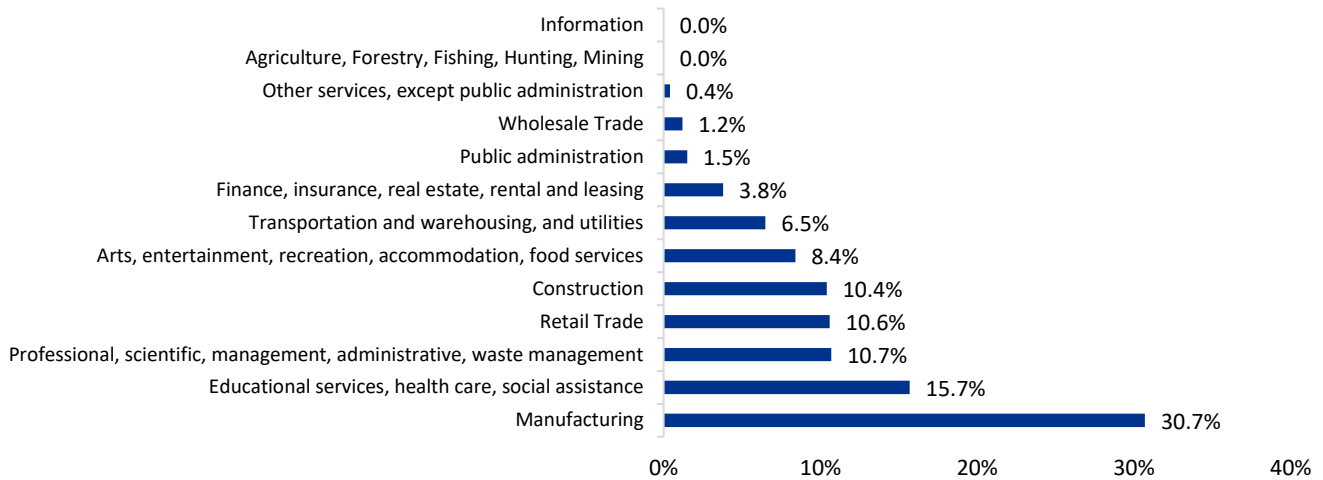 Information 0.0%
Agriculture, Forestry, Fishing, Hunting, Mining 0.0%
Other services, except public administration 0.4%
Wholesale Trade 1.2%
Public administration 1.5%
Finance, insurance, real estate, rental and leasing 3.8%
Transportation and warehousing, and utilities 6.5%
Arts, entertainment, recreation, accommodation, food services 8.4%
Construction 10.4%
Retail Trade 10.6%
Professional, scientific, management, administrative, waste management 10.7%
Educational services, health care, social assistance 15.7%
Manufacturing 30.7%
0% 10% 20% 30% 40%